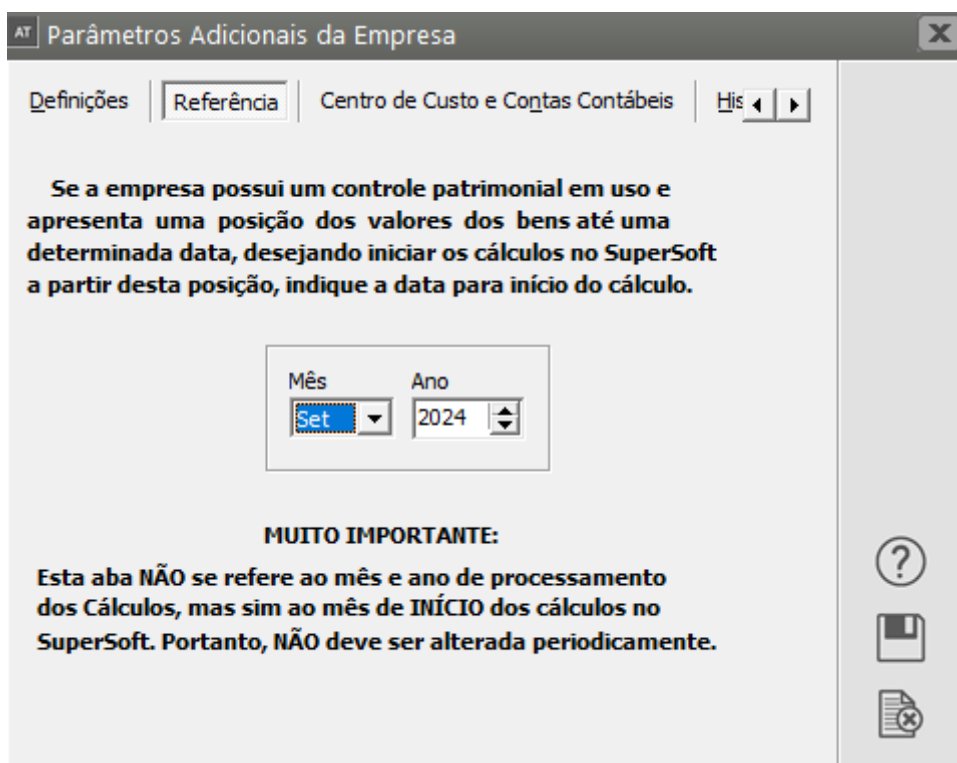 AT Parâmetros Adicionais da Empresa
Definições Referência Centro de Custo e Contas Contábeis His
Se a empresa possui um controle patrimonial em uso e
apresenta uma posição dos valores dos bens até uma
determinada data, desejando iniciar os cálculos no SuperSoft
a partir desta posição, indique a data para início do cálculo.
Mês Ano
Set 2024
MUITO IMPORTANTE:
Esta aba NÃO se refere ao mês e ano de processamento
dos Cálculos, mas sim ao mês de INÍCIO dos cálculos no
SuperSoft. Portanto, NÃO deve ser alterada periodicamente.